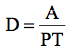 D = A
PT